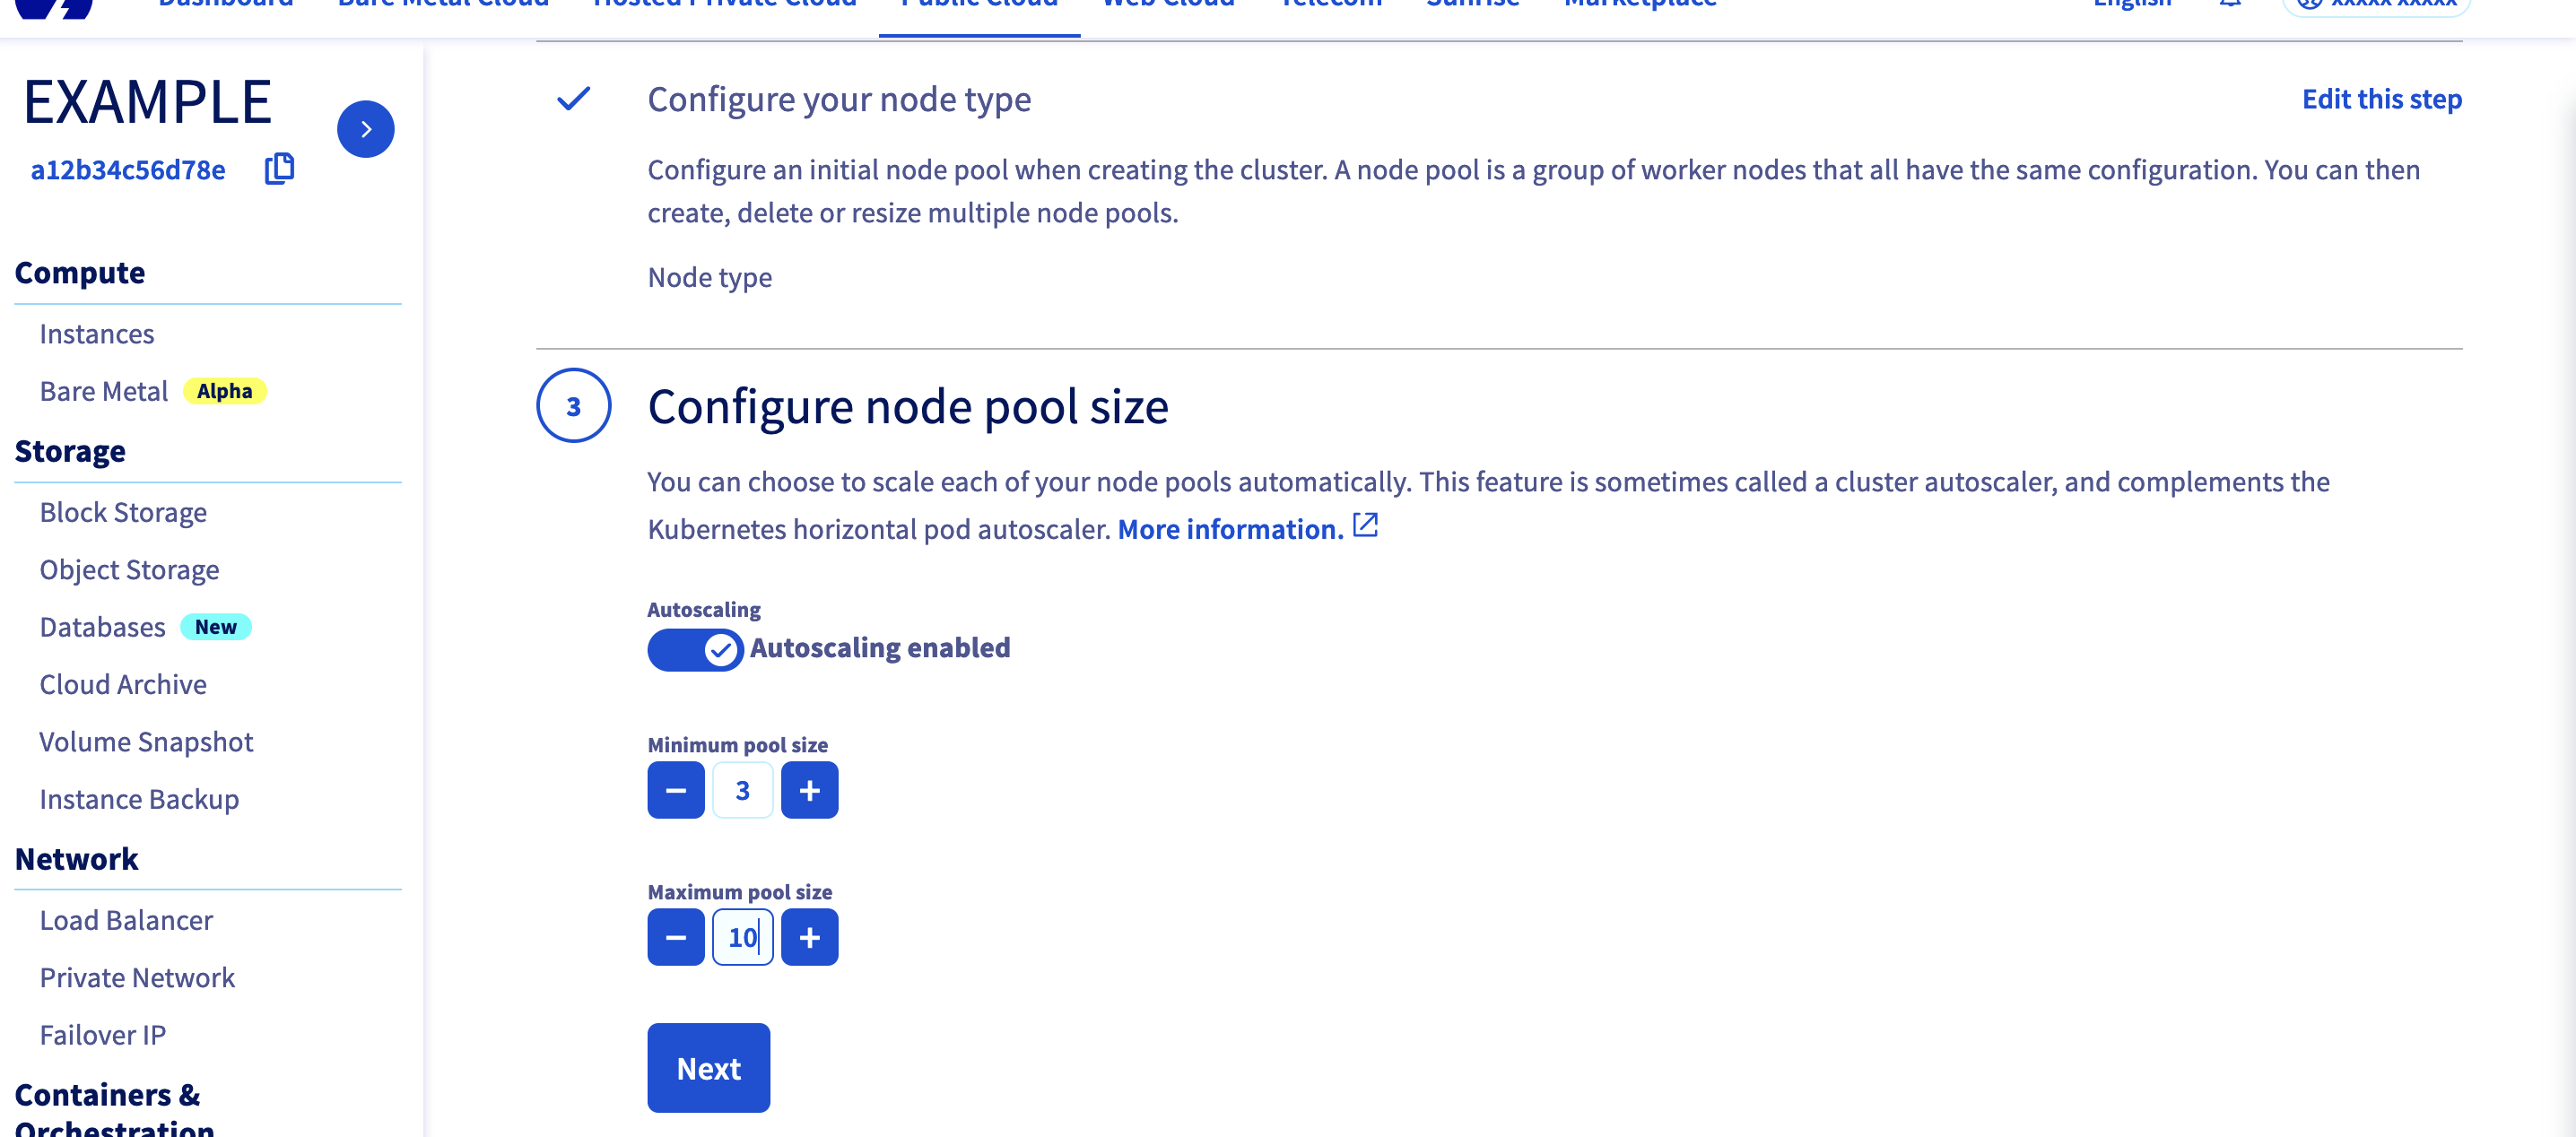 Dashboard Bare Metal Cloud Hosted Private Cloud Public Cloud Web Cloud Telecom Sunrise Marketplace English xxxxx xxxxx
EXAMPLE
a12b34c56d78e
Compute
Instances
Bare Metal Alpha
Storage
Block Storage
Object Storage
Databases New
Cloud Archive
Volume Snapshot
Instance Backup
Network
Load Balancer
Private Network
Failover IP
Containers &
Orchestration
Configure your node type
Edit this step
Configure an initial node pool when creating the cluster. A node pool is a group of worker nodes that all have the same configuration. You can then
create, delete or resize multiple node pools.
Node type
3
Configure node pool size
You can choose to scale each of your node pools automatically. This feature is sometimes called a cluster autoscaler, and complements the
Kubernetes horizontal pod autoscaler. More information.
Autoscaling
Autoscaling enabled
Minimum pool size
− 3 +
Maximum pool size
− 10 +
Next